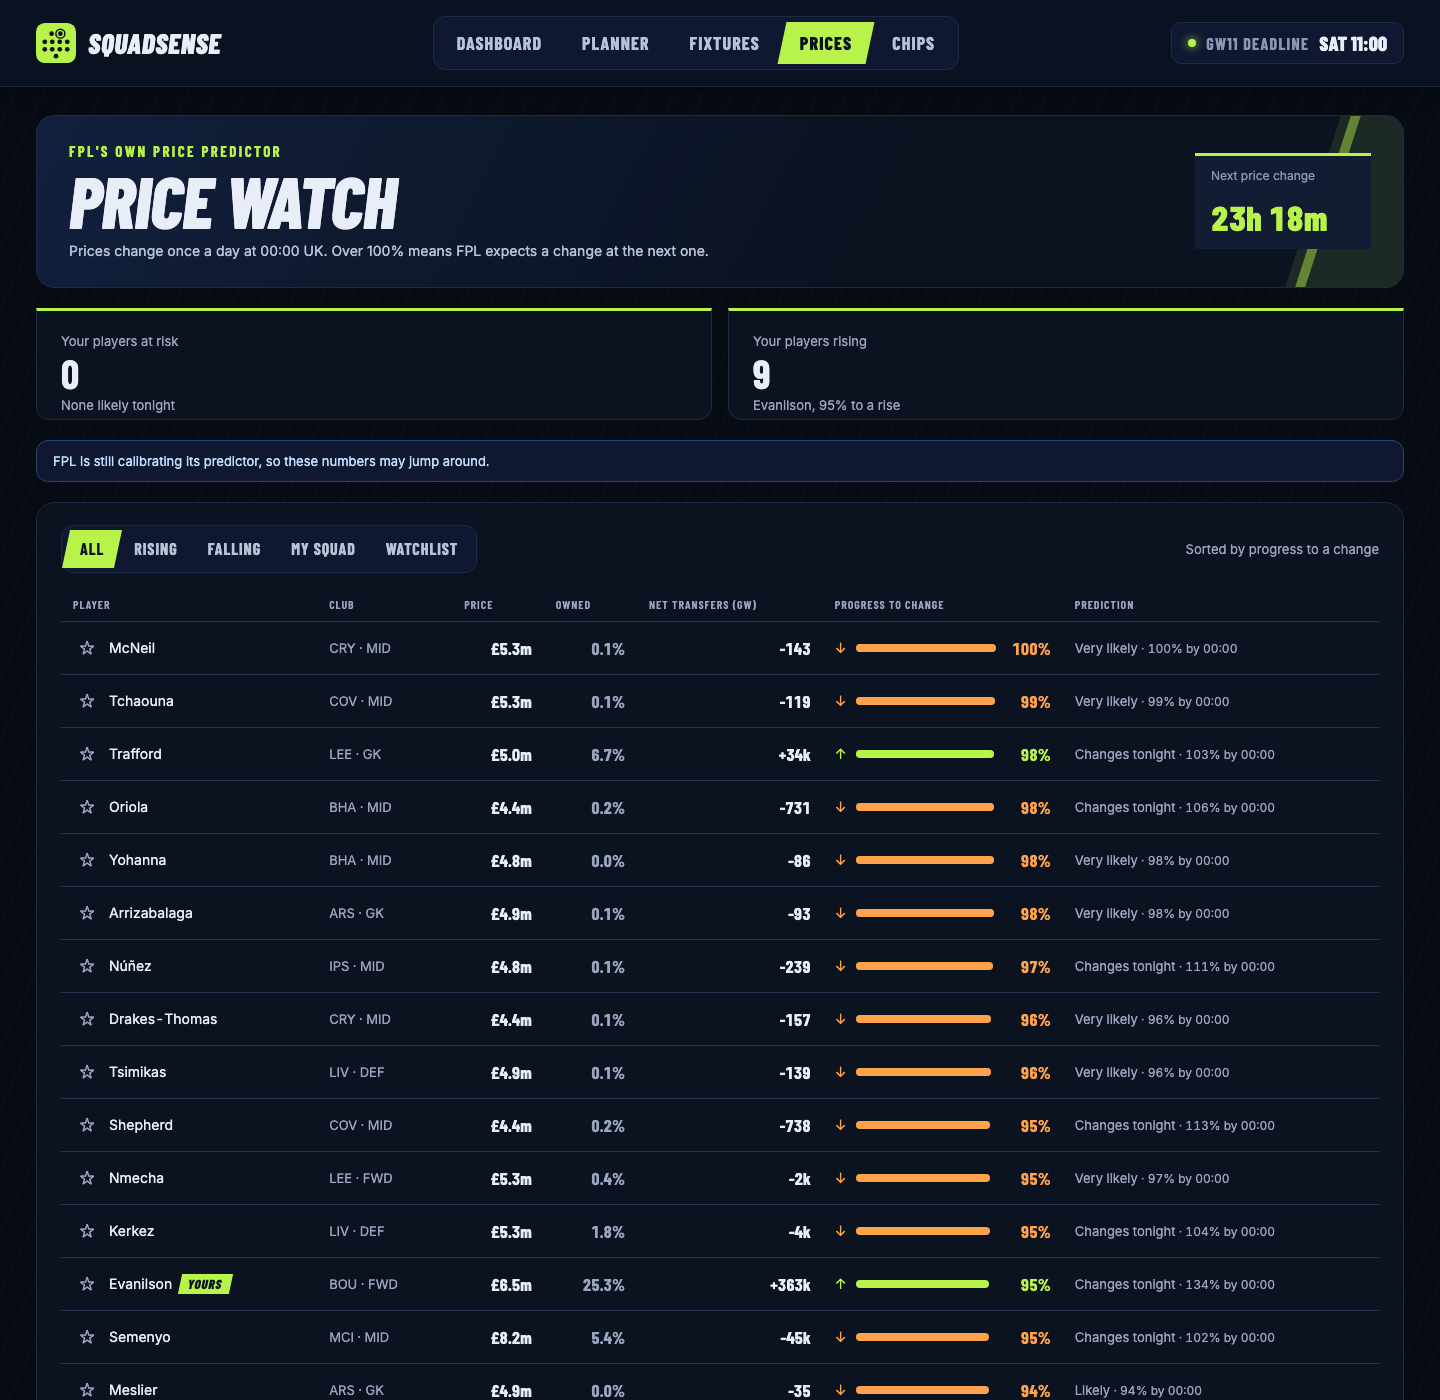 SQUADSENSE
DASHBOARD PLANNER FIXTURES PRICES CHIPS
GW11 DEADLINE SAT 11:00
FPL'S OWN PRICE PREDICTOR
PRICE WATCH
Prices change once a day at 00:00 UK. Over 100% means FPL expects a change at the next one.
Next price change
23h 18m
Your players at risk
0
None likely tonight
Your players rising
9
Evanilson, 95% to a rise
FPL is still calibrating its predictor, so these numbers may jump around.
ALL RISING FALLING MY SQUAD WATCHLIST
Sorted by progress to a change
PLAYER CLUB PRICE OWNED NET TRANSFERS (GW) PROGRESS TO CHANGE PREDICTION
McNeil CRY · MID £5.3m 0.1% -143 ↓ 100% Very likely · 100% by 00:00
Tchaouna COV · MID £5.3m 0.1% -119 ↓ 99% Very likely · 99% by 00:00
Trafford LEE · GK £5.0m 6.7% +34k ↑ 98% Changes tonight · 103% by 00:00
Oriola BHA · MID £4.4m 0.2% -731 ↓ 98% Changes tonight · 106% by 00:00
Yohanna BHA · MID £4.8m 0.0% -86 ↓ 98% Very likely · 98% by 00:00
Arrizabalaga ARS · GK £4.9m 0.1% -93 ↓ 98% Very likely · 98% by 00:00
Núñez IPS · MID £4.8m 0.1% -239 ↓ 97% Changes tonight · 111% by 00:00
Drakes-Thomas CRY · MID £4.4m 0.1% -157 ↓ 96% Very likely · 96% by 00:00
Tsimikas LIV · DEF £4.9m 0.1% -139 ↓ 96% Very likely · 96% by 00:00
Shepherd COV · MID £4.4m 0.2% -738 ↓ 95% Changes tonight · 113% by 00:00
Nmecha LEE · FWD £5.3m 0.4% -2k ↓ 95% Very likely · 97% by 00:00
Kerkez LIV · DEF £5.3m 1.8% -4k ↓ 95% Changes tonight · 104% by 00:00
Evanilson YOURS BOU · FWD £6.5m 25.3% +363k ↑ 95% Changes tonight · 134% by 00:00
Semenyo MCI · MID £8.2m 5.4% -45k ↓ 95% Changes tonight · 102% by 00:00
Meslier ARS · GK £4.9m 0.0% -35 ↓ 94% Likely · 94% by 00:00